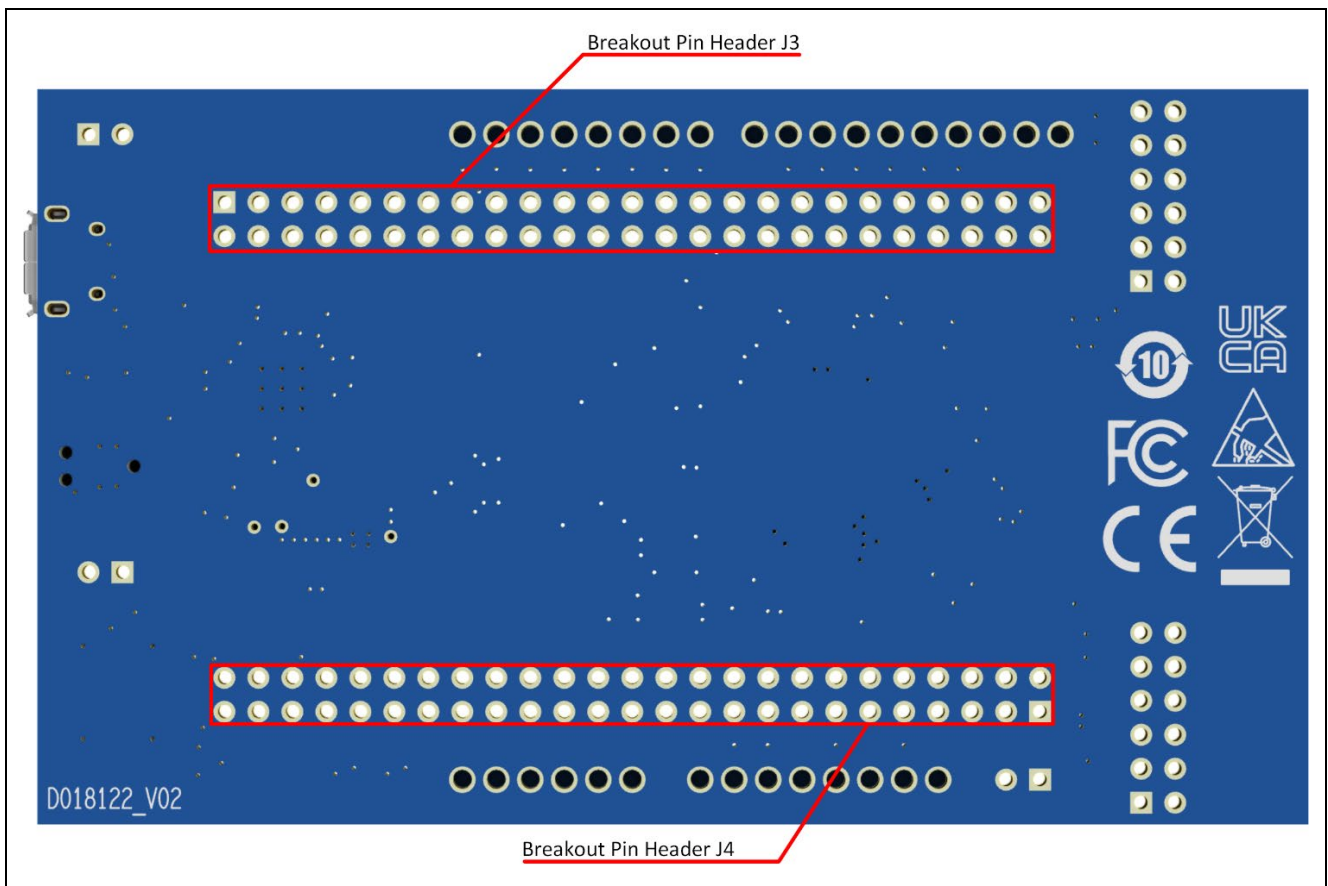 Breakout Pin Header J3
UK
CA
10
FC
CE
D018122_V02
Breakout Pin Header J4